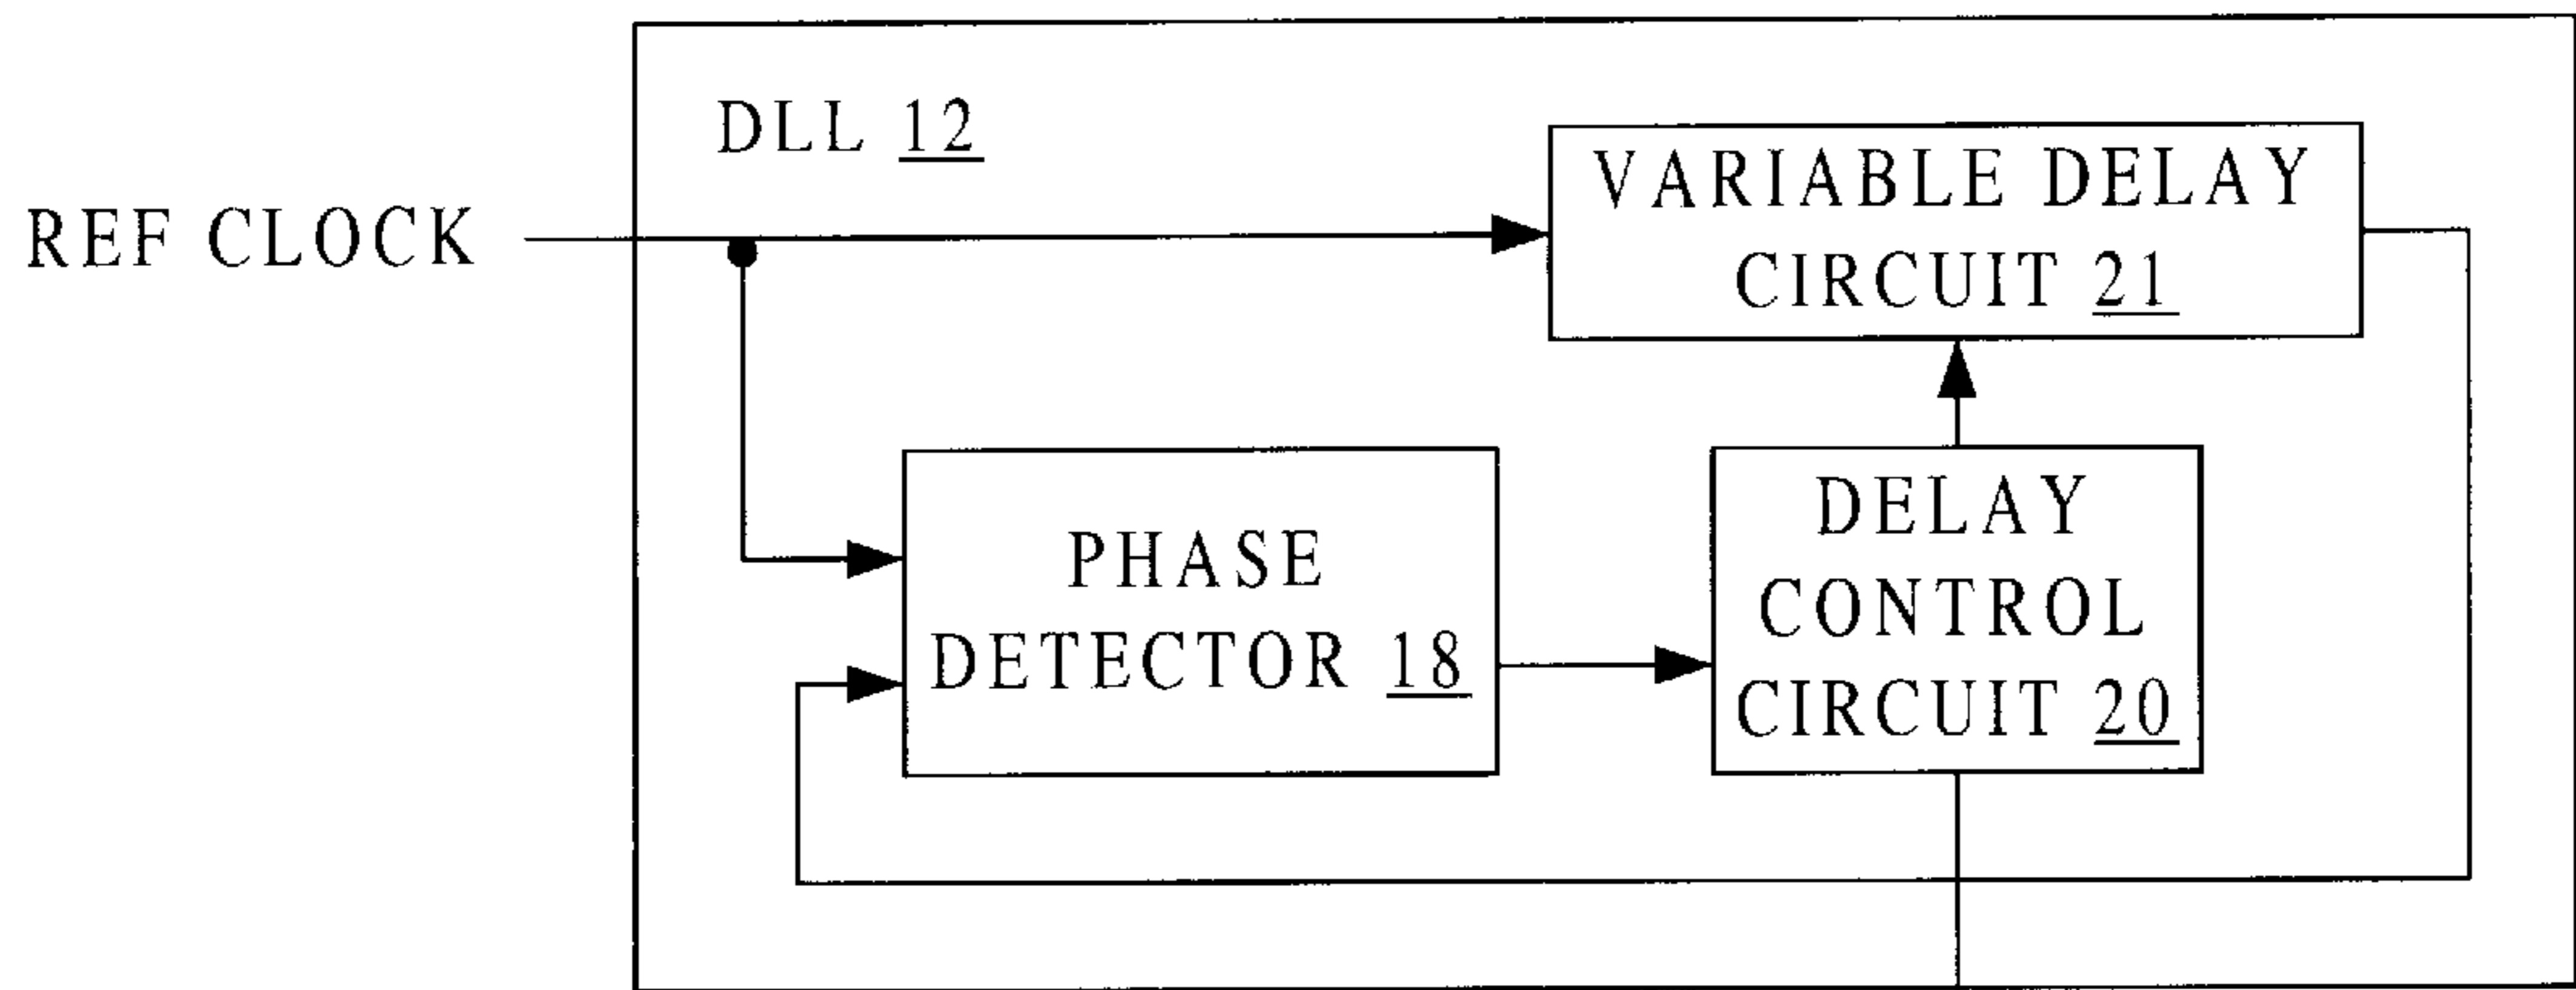 DLL 12
REF CLOCK
VARIABLE DELAY
CIRCUIT 21
PHASE
DETECTOR 18
DELAY
CONTROL
CIRCUIT 20